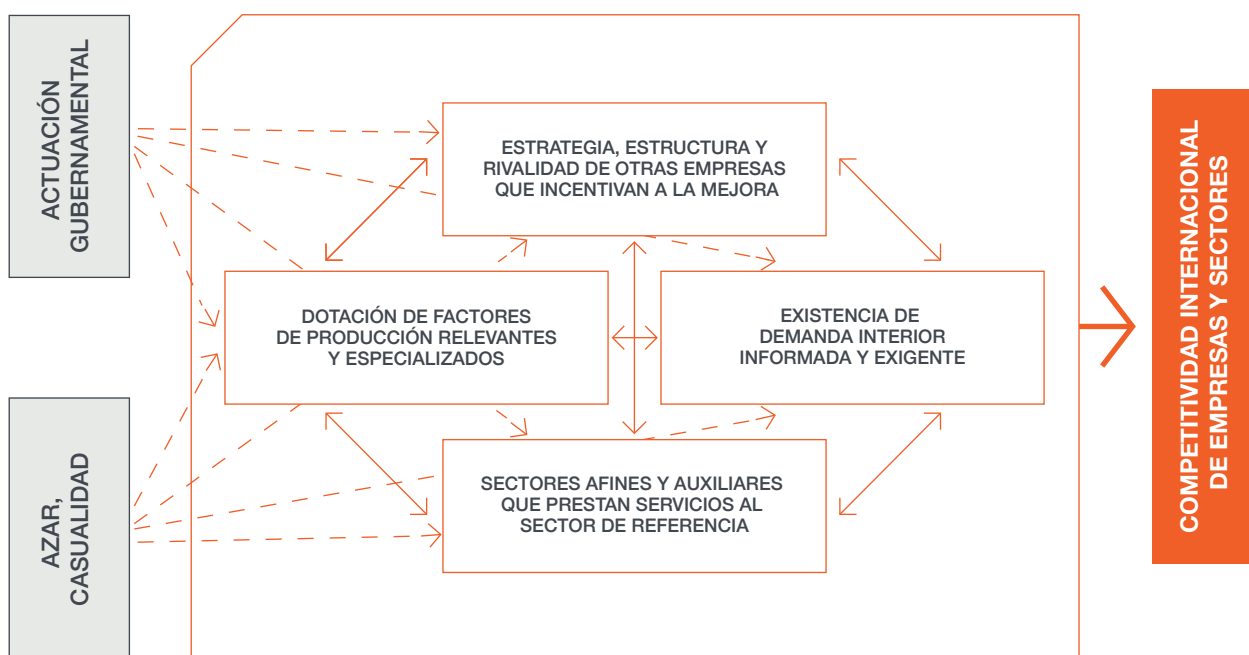 ACTUACIÓN
GUBERNAMENTAL
ESTRATEGIA, ESTRUCTURA Y
RIVALIDAD DE OTRAS EMPRESAS
QUE INCENTIVAN A LA MEJORA
DOTACIÓN DE FACTORES
DE PRODUCCIÓN RELEVANTES
Y ESPECIALIZADOS
EXISTENCIA DE
DEMANDA INTERIOR
INFORMADA Y EXIGENTE
AZAR,
CASUALIDAD
SECTORES AFINES Y AUXILIARES
QUE PRESTAN SERVICIOS AL
SECTOR DE REFERENCIA
COMPETITIVIDAD INTERNACIONAL
DE EMPRESAS Y SECTORES